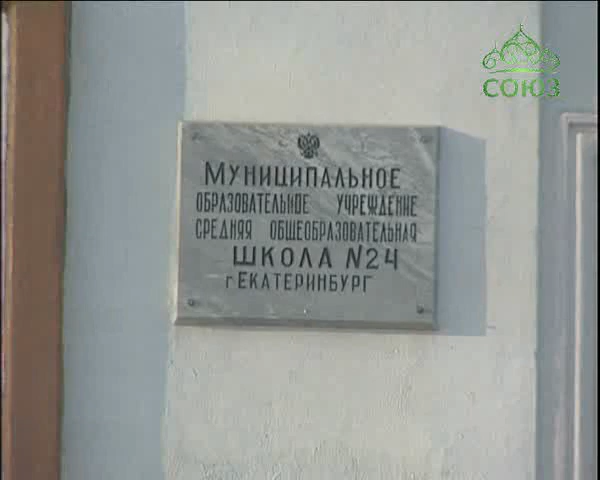 СОЮЗ
Муниципальное
ОБРАЗОВАТЕЛЬНОЕ УЧРЕЖДЕНИЕ
СРЕДНЯЯ ОБЩЕОБРАЗОВАТЕЛЬНАЯ
ШКОЛА №24
г ЕКАТЕРИНБУРГ